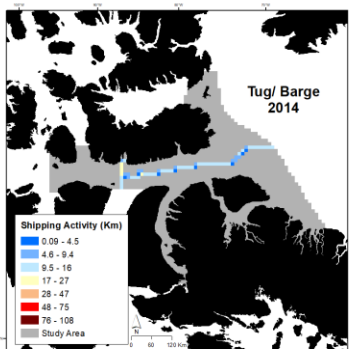 Tug/ Barge
2014
Shipping Activity (Km)
0.09 - 4.5
4.6 - 9.4
9.5 - 16
17 - 27
28 - 47
48 - 75
76 - 108
Study Area
N
0 60 120 Km